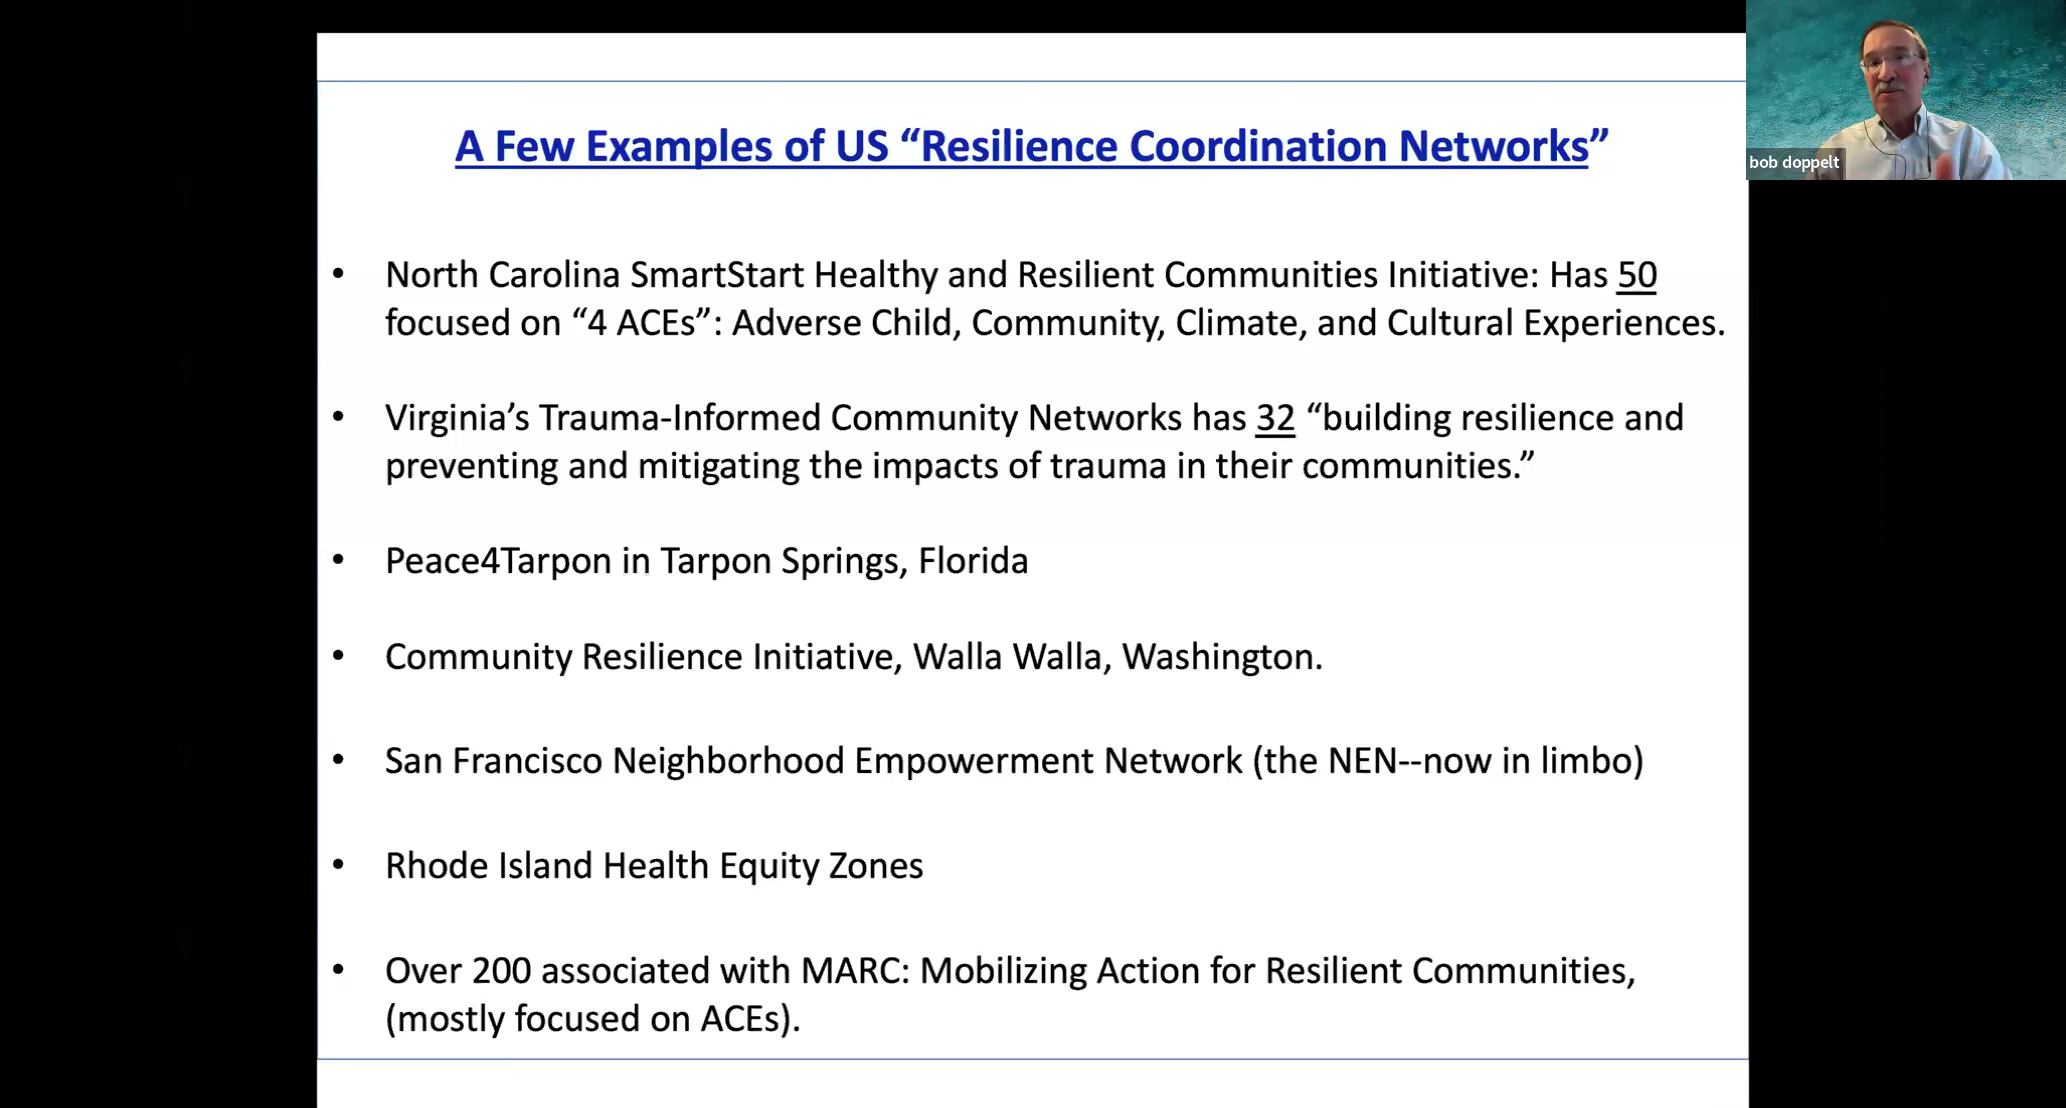 A Few Examples of US “Resilience Coordination Networks”
bob doppelt
• North Carolina SmartStart Healthy and Resilient Communities Initiative: Has 50
focused on “4 ACEs”: Adverse Child, Community, Climate, and Cultural Experiences.
• Virginia’s Trauma-Informed Community Networks has 32 “building resilience and
preventing and mitigating the impacts of trauma in their communities.”
• Peace4Tarpon in Tarpon Springs, Florida
• Community Resilience Initiative, Walla Walla, Washington.
• San Francisco Neighborhood Empowerment Network (the NEN--now in limbo)
• Rhode Island Health Equity Zones
• Over 200 associated with MARC: Mobilizing Action for Resilient Communities,
(mostly focused on ACEs).